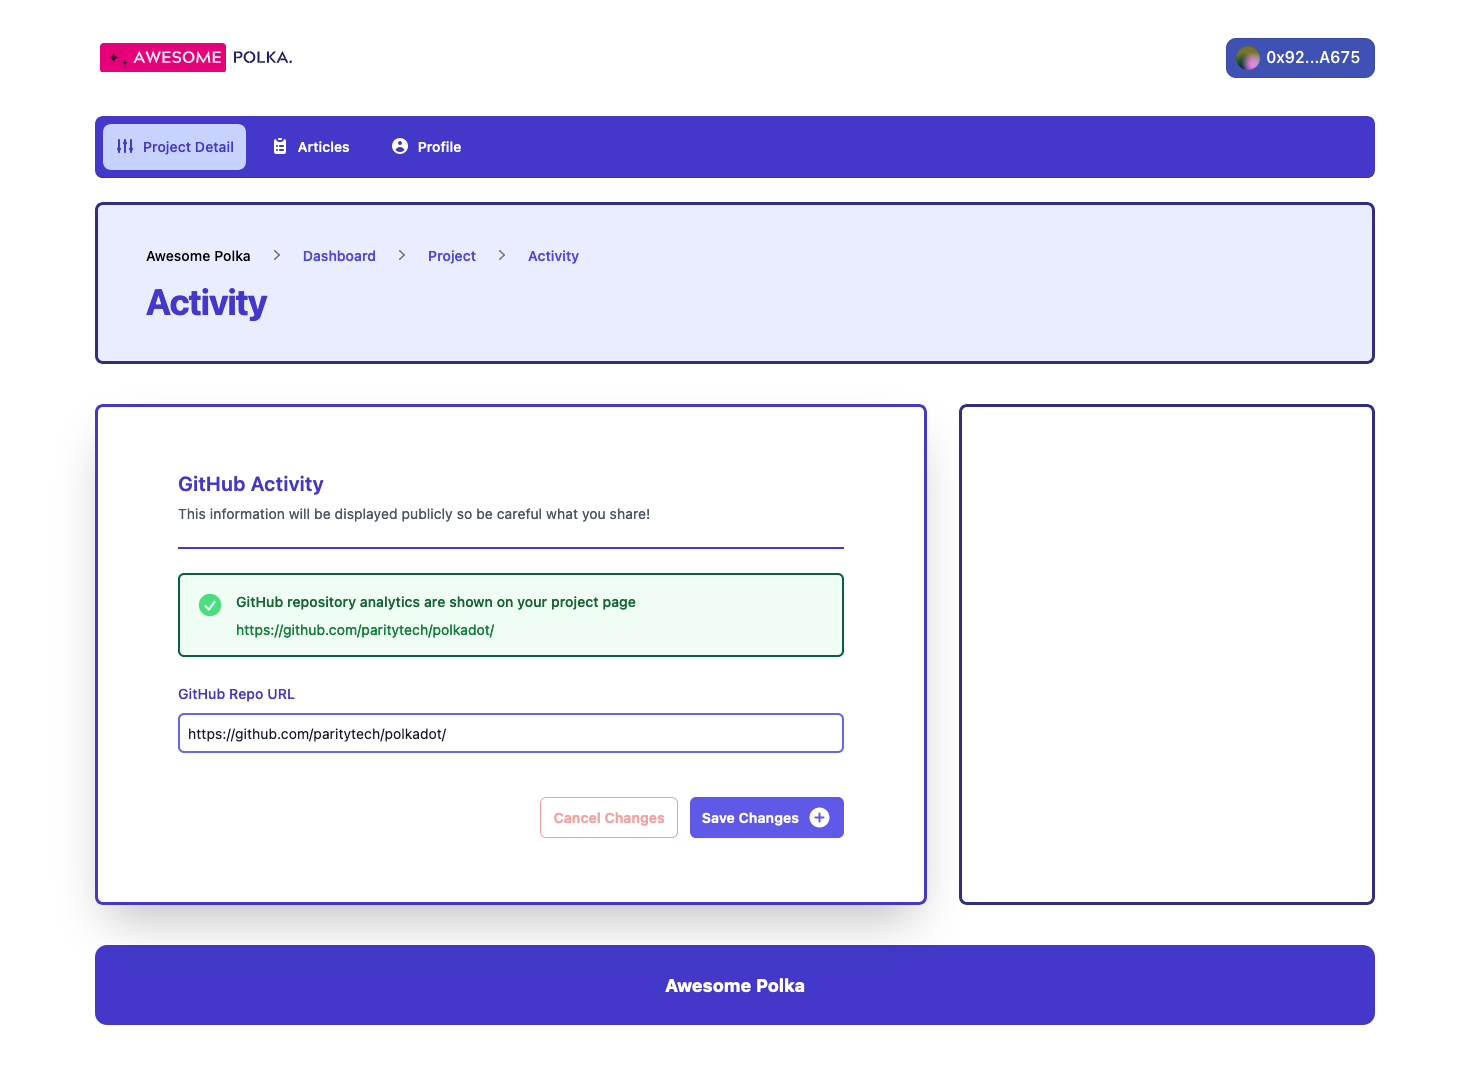 AWESOME POLKA.
0x92...A675
Project Detail
Articles
Profile
Awesome Polka
Dashboard
Project
Activity
Activity
GitHub Activity
This information will be displayed publicly so be careful what you share!
GitHub repository analytics are shown on your project page
https://github.com/paritytech/polkadot/
GitHub Repo URL
https://github.com/paritytech/polkadot/
Cancel Changes
Save Changes
Awesome Polka